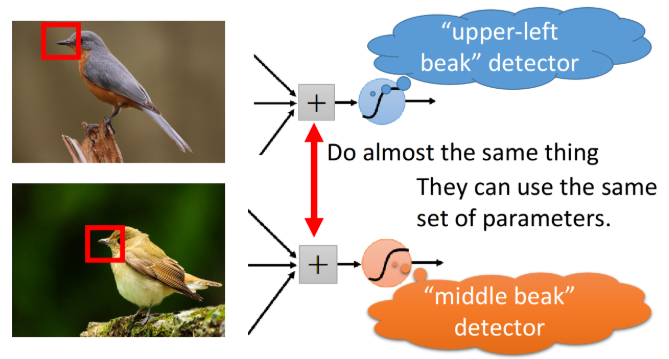 “upper-left
beak” detector
+
Do almost the same thing
They can use the same
set of parameters.
+
“middle beak”
detector